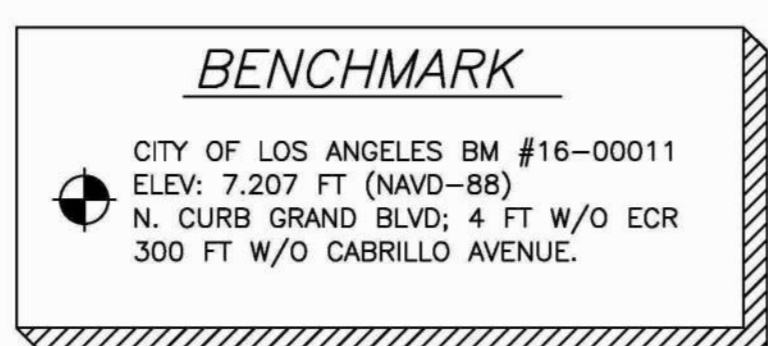 BENCHMARK
CITY OF LOS ANGELES BM #16-00011
ELEV: 7.207 FT (NAVD-88)
N. CURB GRAND BLVD; 4 FT W/O ECR
300 FT W/O CABRILLO AVENUE.